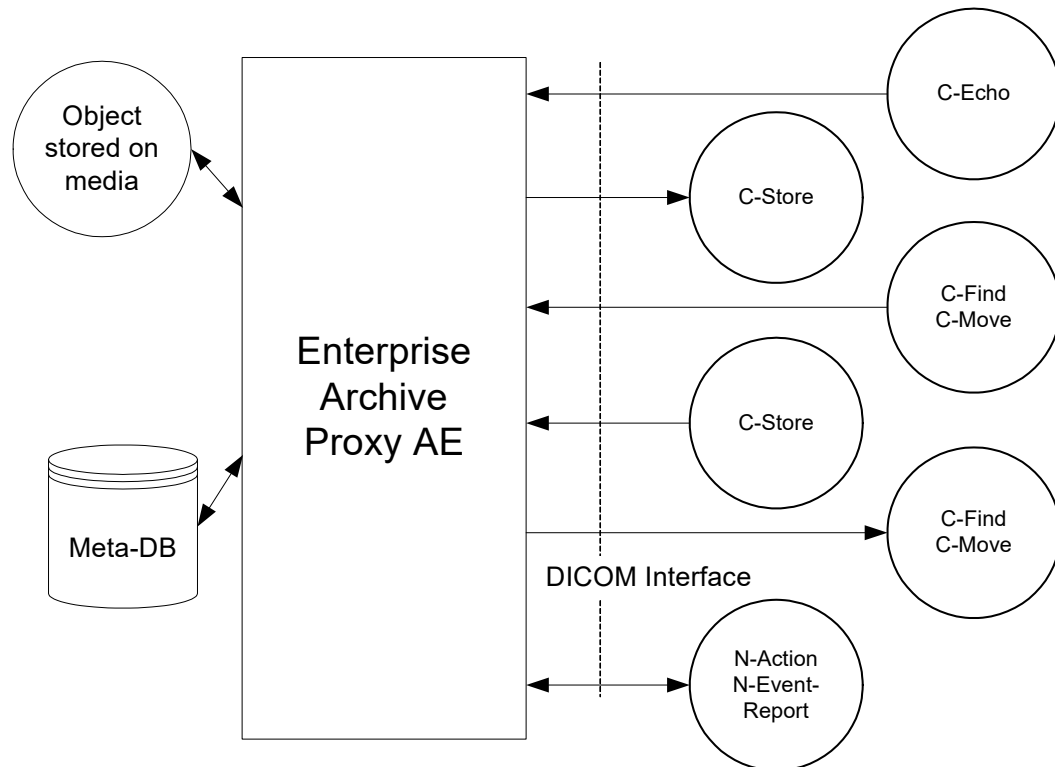 Object
stored on
media
Meta-DB
Enterprise
Archive
Proxy AE
C-Echo
C-Store
C-Find
C-Move
C-Store
C-Find
C-Move
DICOM Interface
N-Action
N-Event-
Report